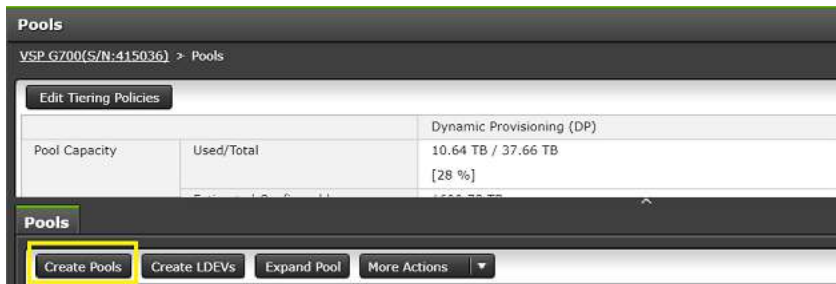 Pools
VSP G700(S/N:415036) > Pools
Edit Tiering Policies
Dynamic Provisioning (DP)
Pool Capacity Used/Total 10.64 TB / 37.66 TB
[28 %]
Pools
Create Pools Create LDEVs Expand Pool More Actions